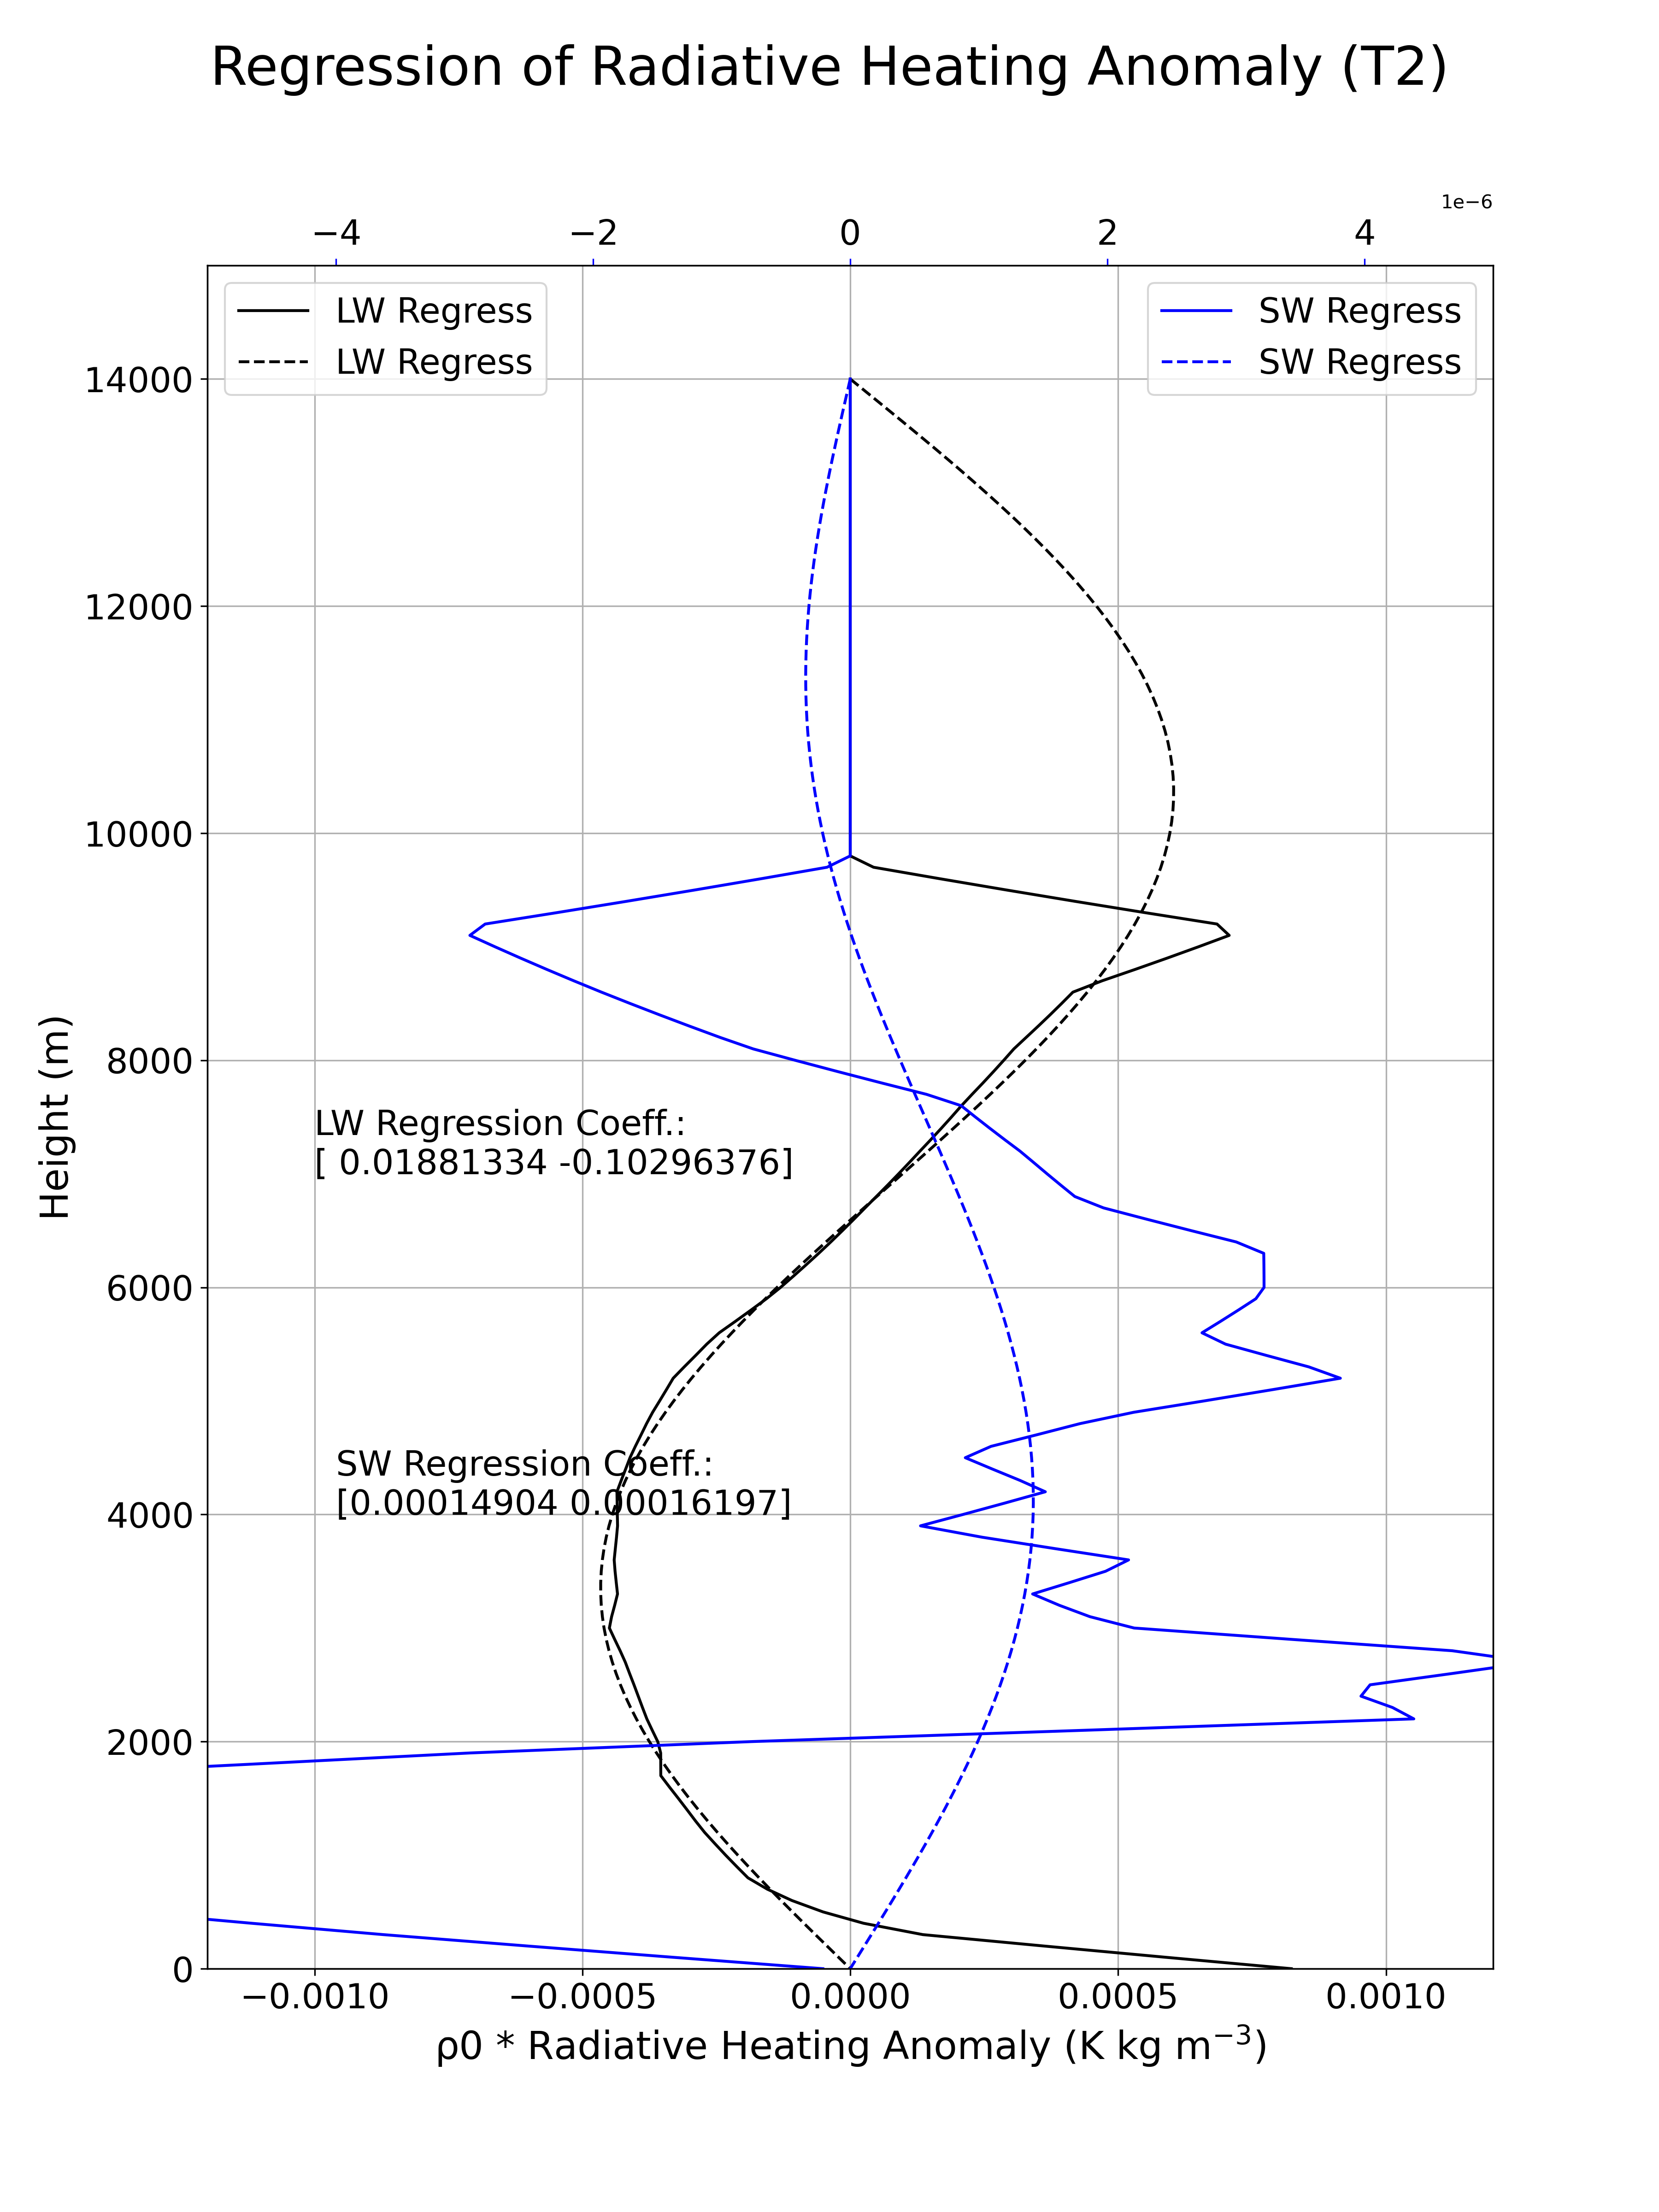 Regression of Radiative Heating Anomaly (T2)
1e−6
−4 −2 0 2 4
LW Regress
LW Regress
SW Regress
SW Regress
14000
12000
10000
8000
6000
4000
2000
0
Height (m)
LW Regression Coeff.:
[ 0.01881334 -0.10296376]
SW Regression Coeff.:
[0.00014904 0.00016197]
−0.0010 −0.0005 0.0000 0.0005 0.0010
ρ0 * Radiative Heating Anomaly (K kg m⁻³)